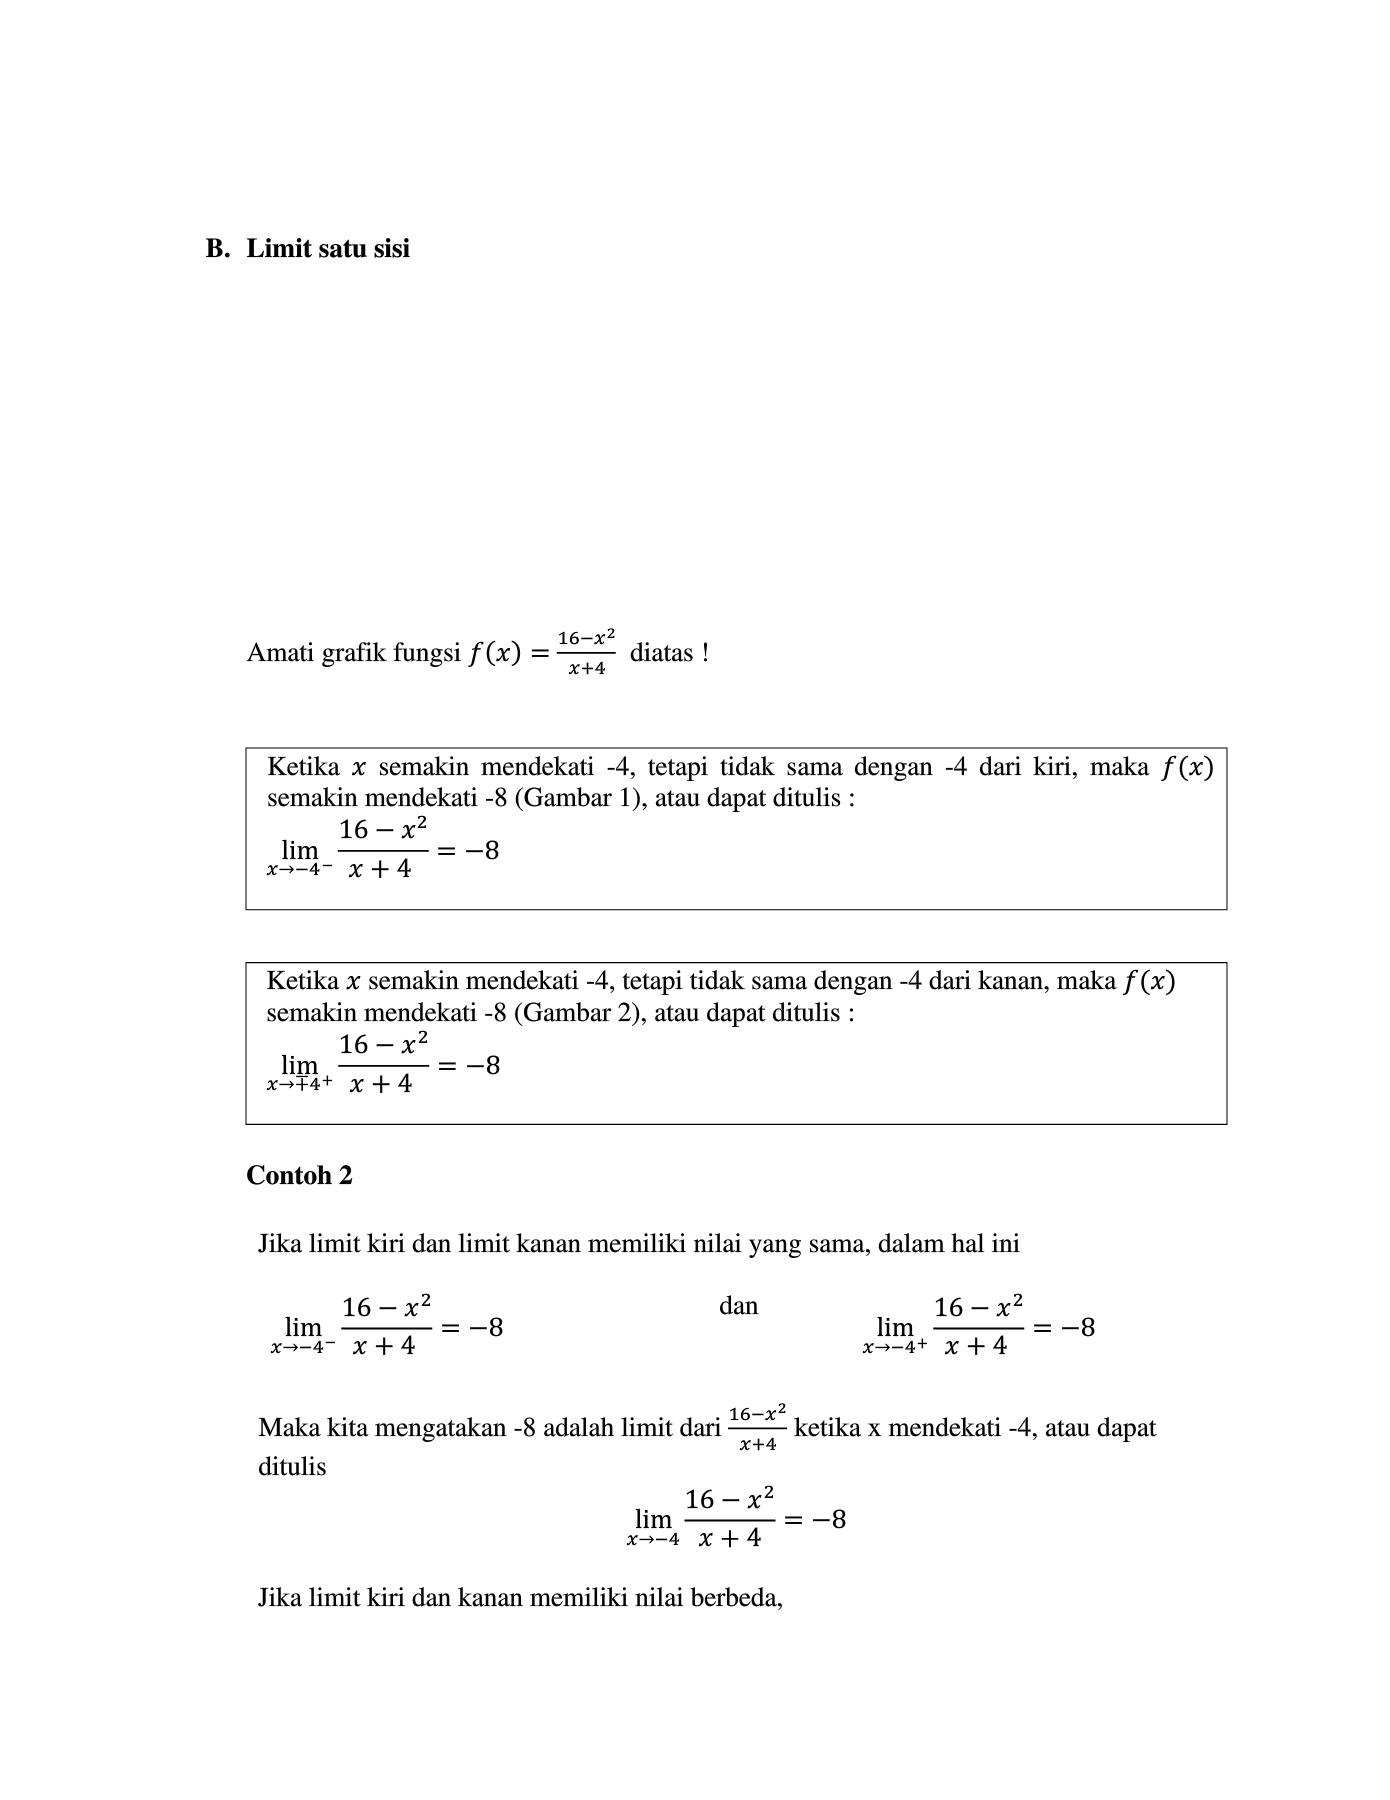 B. Limit satu sisi
Amati grafik fungsi $f(x) = \frac{16-x^2}{x+4}$ diatas !
Ketika $x$ semakin mendekati -4, tetapi tidak sama dengan -4 dari kiri, maka $f(x)$
semakin mendekati -8 (Gambar 1), atau dapat ditulis :
$\lim_{x \to -4^-} \frac{16 - x^2}{x + 4} = -8$
Ketika $x$ semakin mendekati -4, tetapi tidak sama dengan -4 dari kanan, maka $f(x)$
semakin mendekati -8 (Gambar 2), atau dapat ditulis :
$\lim_{x \to \mp 4^+} \frac{16 - x^2}{x + 4} = -8$
Contoh 2
Jika limit kiri dan limit kanan memiliki nilai yang sama, dalam hal ini
$\lim_{x \to -4^-} \frac{16 - x^2}{x + 4} = -8$ dan $\lim_{x \to -4^+} \frac{16 - x^2}{x + 4} = -8$
Maka kita mengatakan -8 adalah limit dari $\frac{16-x^2}{x+4}$ ketika x mendekati -4, atau dapat
ditulis
$\lim_{x \to -4} \frac{16 - x^2}{x + 4} = -8$
Jika limit kiri dan kanan memiliki nilai berbeda,